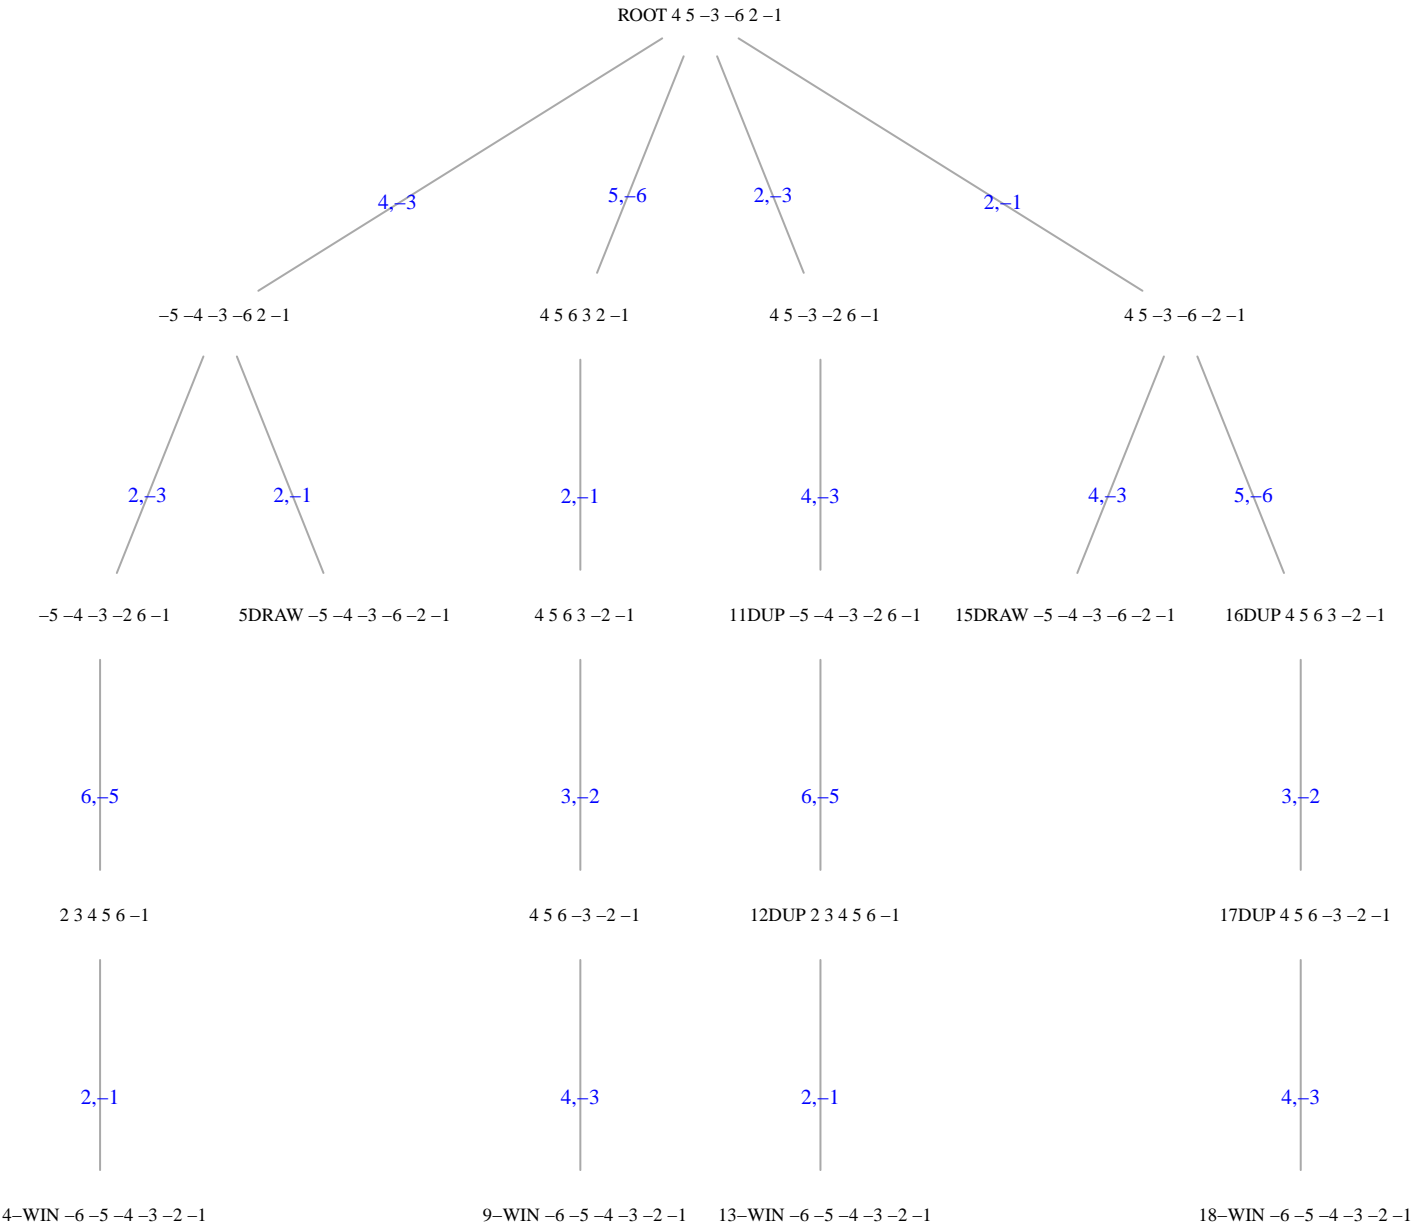 ROOT 4 5 –3 –6 2 –1
4,–3
5,–6
2,–3
2,–1
–5 –4 –3 –6 2 –1
4 5 6 3 2 –1
4 5 –3 –2 6 –1
4 5 –3 –6 –2 –1
2,–3
2,–1
2,–1
4,–3
4,–3
5,–6
–5 –4 –3 –2 6 –1
5DRAW –5 –4 –3 –6 –2 –1
4 5 6 3 –2 –1
11DUP –5 –4 –3 –2 6 –1
15DRAW –5 –4 –3 –6 –2 –1
16DUP 4 5 6 3 –2 –1
6,–5
3,–2
6,–5
3,–2
2 3 4 5 6 –1
4 5 6 –3 –2 –1
12DUP 2 3 4 5 6 –1
17DUP 4 5 6 –3 –2 –1
2,–1
4,–3
2,–1
4,–3
4–WIN –6 –5 –4 –3 –2 –1
9–WIN –6 –5 –4 –3 –2 –1
13–WIN –6 –5 –4 –3 –2 –1
18–WIN –6 –5 –4 –3 –2 –1